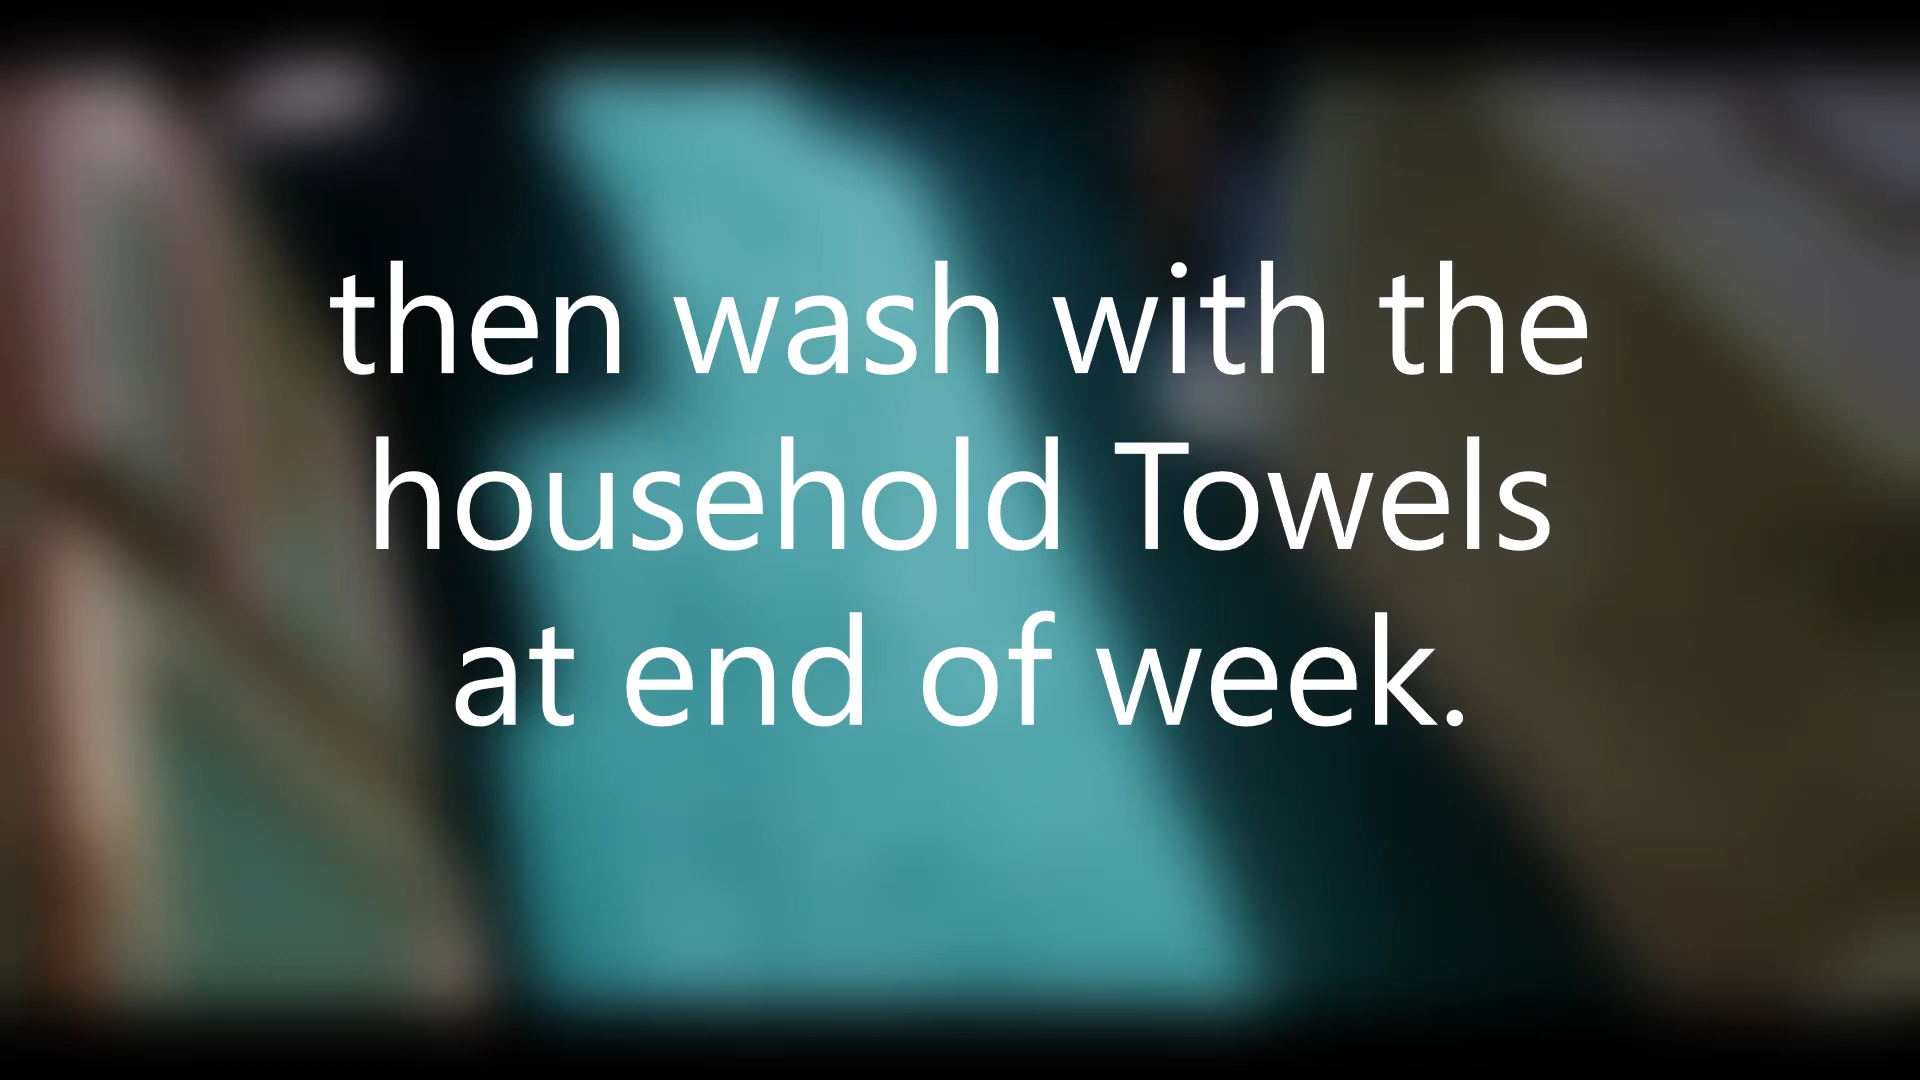 then wash with the
household Towels
at end of week.